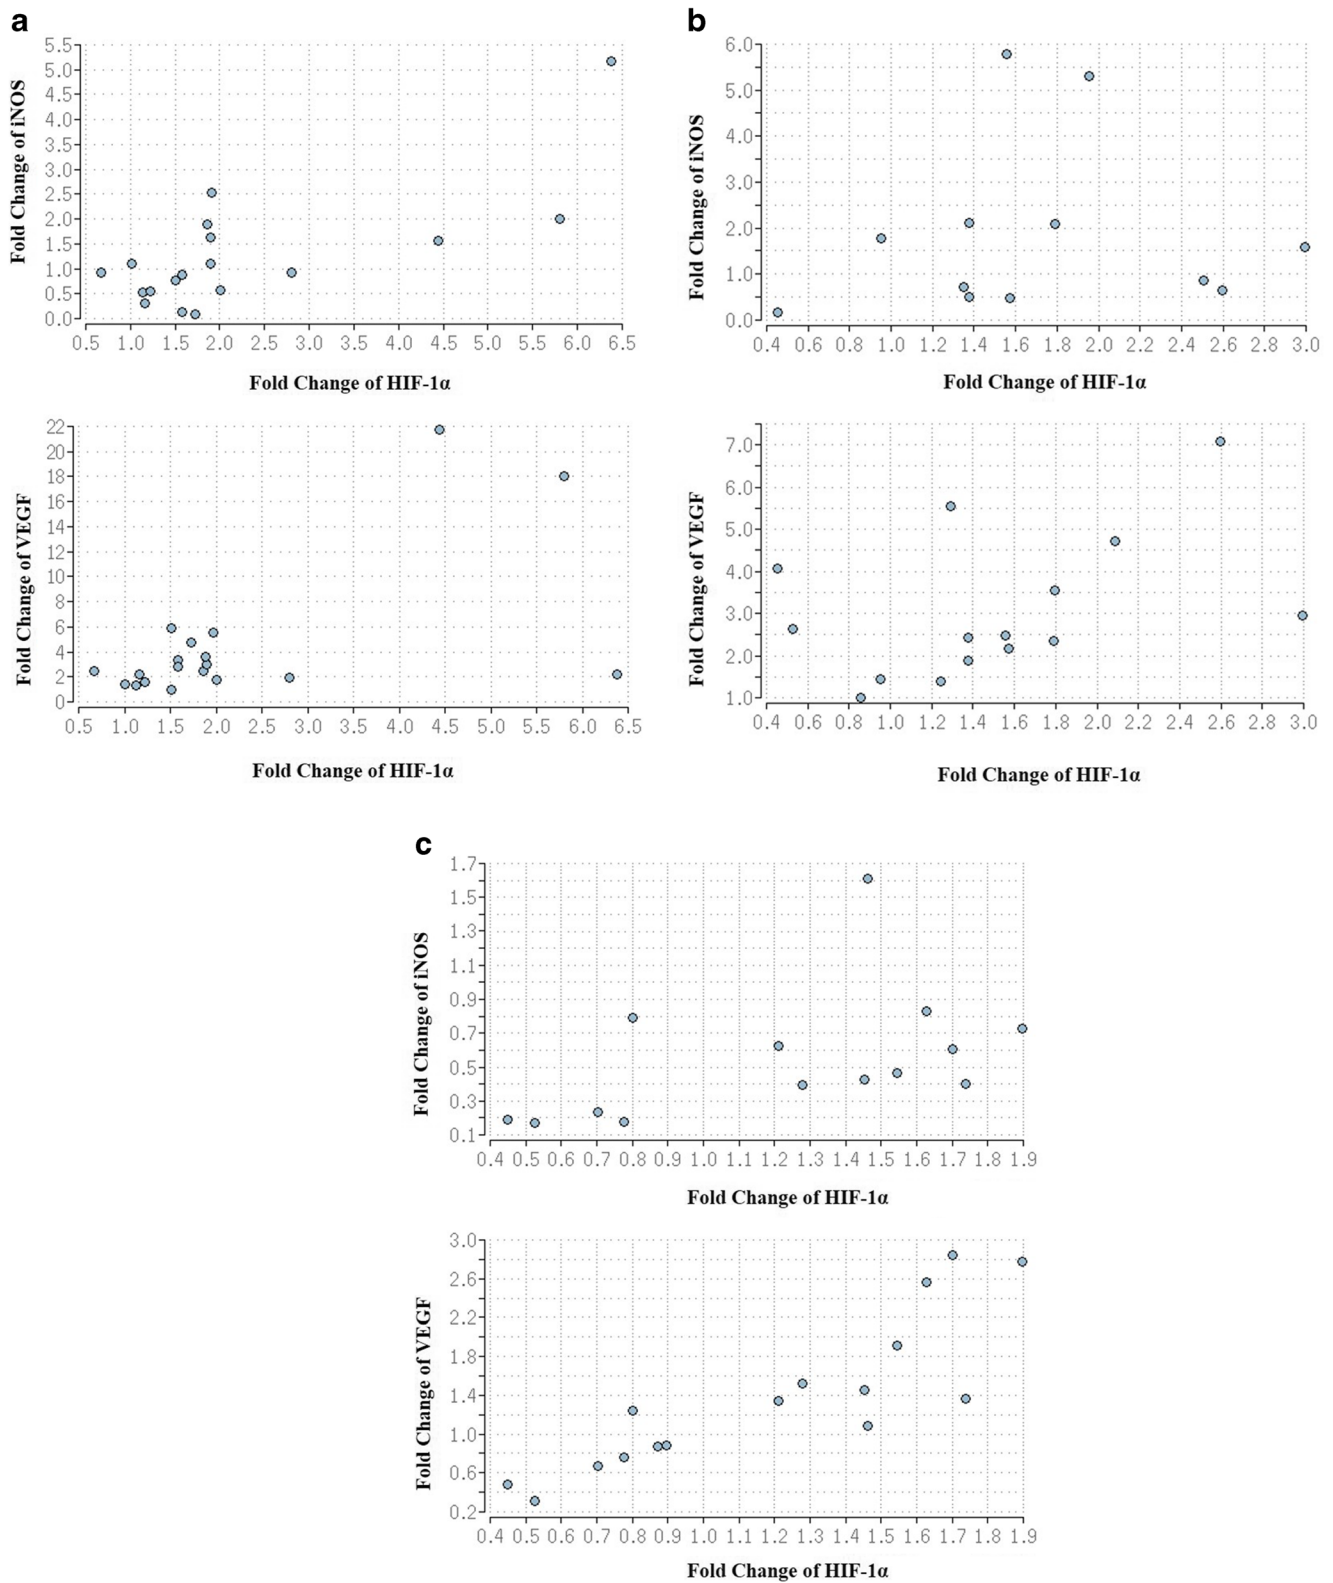 a
5.5
5.0
4.5
4.0
3.5
3.0
2.5
2.0
1.5
1.0
0.5
0.0
Fold Change of iNOS
0.5 1.0 1.5 2.0 2.5 3.0 3.5 4.0 4.5 5.0 5.5 6.0 6.5
Fold Change of HIF-1α
22
20
18
16
14
12
10
8
6
4
2
0
Fold Change of VEGF
0.5 1.0 1.5 2.0 2.5 3.0 3.5 4.0 4.5 5.0 5.5 6.0 6.5
Fold Change of HIF-1α
b
6.0
5.0
4.0
3.0
2.0
1.0
0.0
Fold Change of iNOS
0.4 0.6 0.8 1.0 1.2 1.4 1.6 1.8 2.0 2.2 2.4 2.6 2.8 3.0
Fold Change of HIF-1α
7.0
6.0
5.0
4.0
3.0
2.0
1.0
Fold Change of VEGF
0.4 0.6 0.8 1.0 1.2 1.4 1.6 1.8 2.0 2.2 2.4 2.6 2.8 3.0
Fold Change of HIF-1α
c
1.7
1.5
1.3
1.1
0.9
0.7
0.5
0.3
0.1
Fold Change of iNOS
0.4 0.5 0.6 0.7 0.8 0.9 1.0 1.1 1.2 1.3 1.4 1.5 1.6 1.7 1.8 1.9
Fold Change of HIF-1α
3.0
2.6
2.2
1.8
1.4
1.0
0.6
0.2
Fold Change of VEGF
0.4 0.5 0.6 0.7 0.8 0.9 1.0 1.1 1.2 1.3 1.4 1.5 1.6 1.7 1.8 1.9
Fold Change of HIF-1α